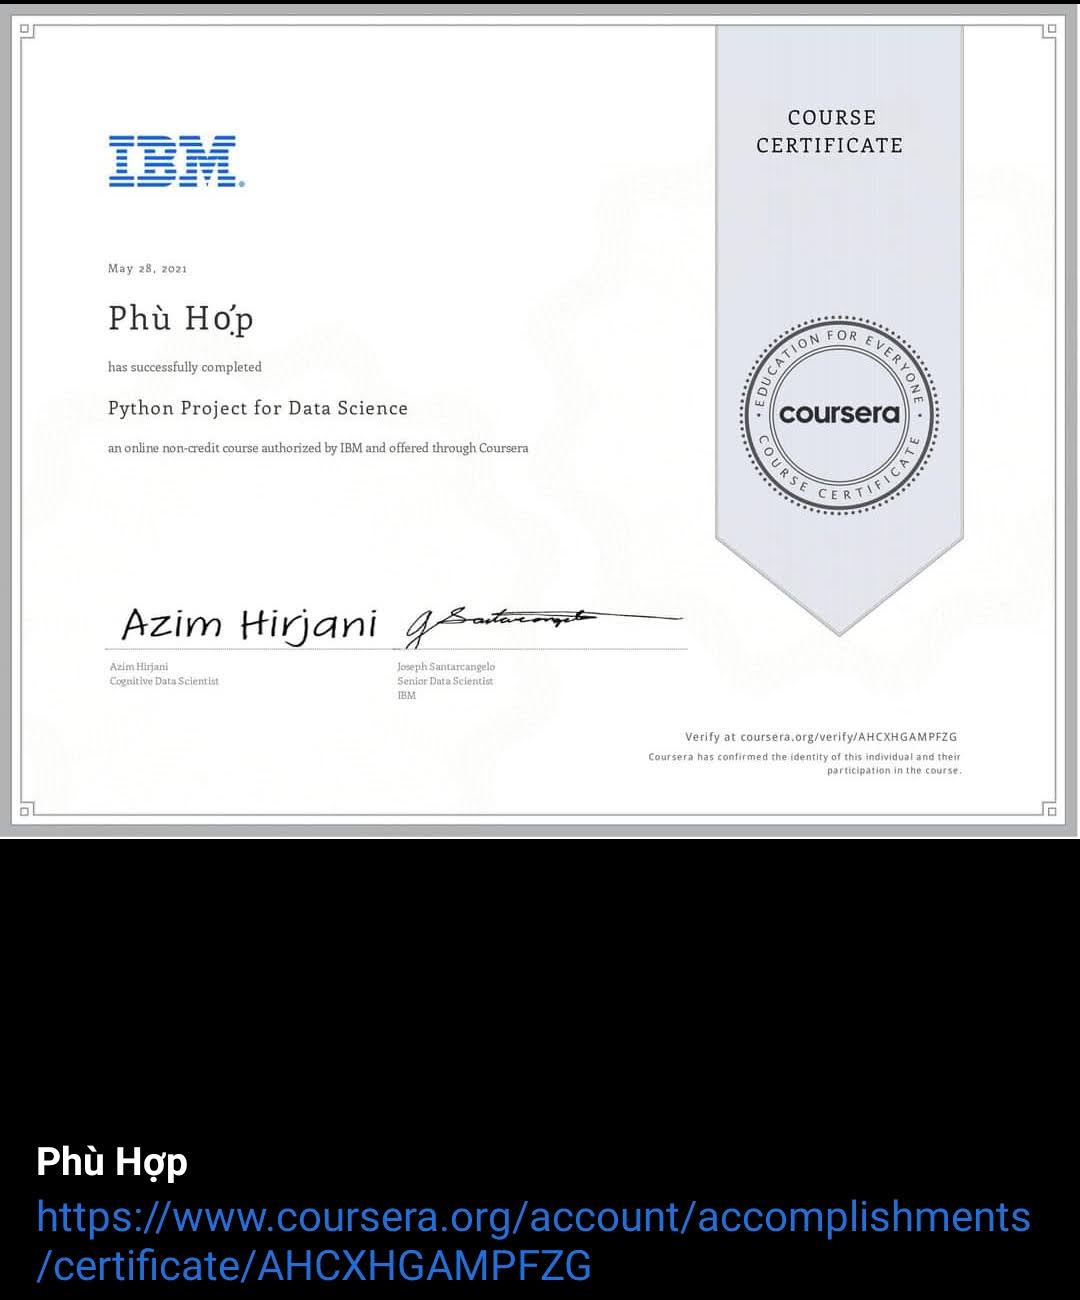 IBM
COURSE
CERTIFICATE
May 28, 2021
Phù Hợp
has successfully completed
Python Project for Data Science
an online non-credit course authorized by IBM and offered through Coursera
EDUCATION FOR EVERYONE
coursera
COURSE CERTIFICATE
Azim Hirjani
Azim Hirjani
Cognitive Data Scientist
Joseph Santarcangelo
Senior Data Scientist
IBM
Verify at coursera.org/verify/AHCXHGAMPFZG
Coursera has confirmed the identity of this individual and their
participation in the course.
Phù Hợp
https://www.coursera.org/account/accomplishments
/certificate/AHCXHGAMPFZG